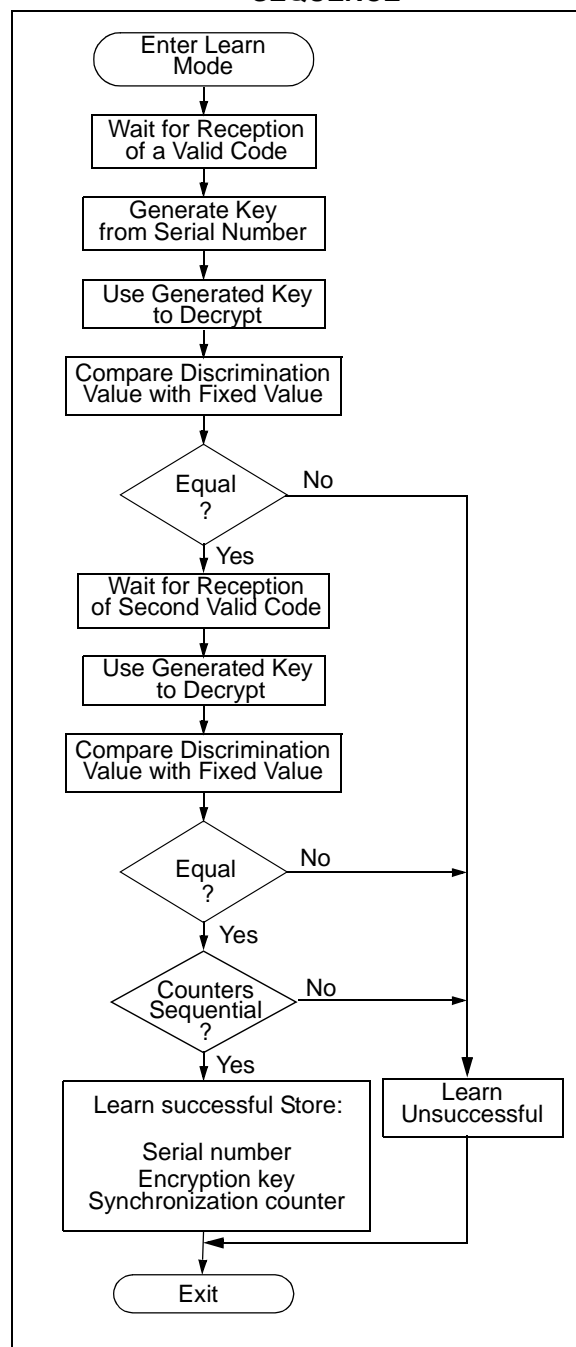 SEQUENCE
Enter Learn
Mode
Wait for Reception
of a Valid Code
Generate Key
from Serial Number
Use Generated Key
to Decrypt
Compare Discrimination
Value with Fixed Value
Equal
?
No
Yes
Wait for Reception
of Second Valid Code
Use Generated Key
to Decrypt
Compare Discrimination
Value with Fixed Value
Equal
?
No
Yes
Counters
Sequential
?
No
Yes
Learn successful Store:
Serial number
Encryption key
Synchronization counter
Learn
Unsuccessful
Exit